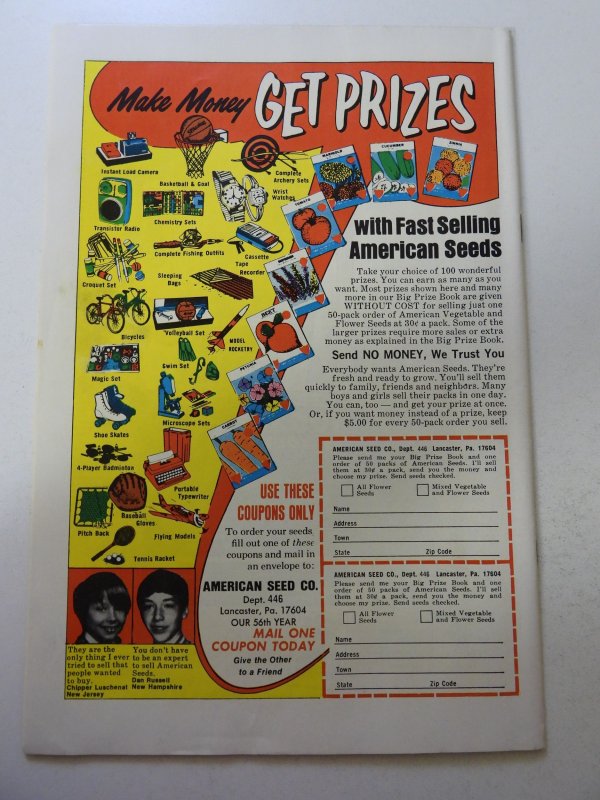 Make Money GET PRIZES
Instant Load Camera
Basketball & Goal
Complete
Archery Sets
Wrist
Watches
Transistor Radio
Chemistry Sets
Complete Fishing Outfits
Cassette
Tape
Recorder
Croquet Set
Sleeping
Bags
Bicycles
Volleyball Set
MODEL
ROCKETRY
Magic Set
Swim Set
Shoe Skates
Microscope Sets
4-Player Badminton
Portable
Typewriter
Pitch Back
Baseball
Gloves
Flying Models
Tennis Racket
MARIGOLD
CUCUMBER
ZINNIA
TOMATO
BEET
PETUNIA
CARROT
with Fast Selling
American Seeds
Take your choice of 100 wonderful
prizes. You can earn as many as you
want. Most prizes shown here and many
more in our Big Prize Book are given
WITHOUT COST for selling just one
50-pack order of American Vegetable and
Flower Seeds at 30¢ a pack. Some of the
larger prizes require more sales or extra
money as explained in the Big Prize Book.
Send NO MONEY, We Trust You
Everybody wants American Seeds. They're
fresh and ready to grow. You'll sell them
quickly to family, friends and neighbors. Many
boys and girls sell their packs in one day.
You can, too — and get your prize at once.
Or, if you want money instead of a prize, keep
$5.00 for every 50-pack order you sell.
USE THESE
COUPONS ONLY
To order your seeds
fill out one of these
coupons and mail in
an envelope to:
AMERICAN SEED CO.
Dept. 446
Lancaster, Pa. 17604
OUR 56th YEAR
MAIL ONE
COUPON TODAY
Give the Other
to a Friend
They are the
only thing I ever
tried to sell that
people wanted
to buy.
Chipper Luschenat
New Jersey
You don't have
to be an expert
to sell American
Seeds.
Dan Russell
New Hampshire
AMERICAN SEED CO., Dept. 446 Lancaster, Pa. 17604
Please send me your Big Prize Book and one
order of 50 packs of American Seeds. I'll sell
them at 30¢ a pack, send you the money and
choose my prize. Send seeds checked.
All Flower
Seeds
Mixed Vegetable
and Flower Seeds
Name
Address
Town
State Zip Code
AMERICAN SEED CO., Dept. 446 Lancaster, Pa. 17604
Please send me your Big Prize Book and one
order of 50 packs of American Seeds. I'll sell
them at 30¢ a pack, send you the money and
choose my prize. Send seeds checked.
All Flower
Seeds
Mixed Vegetable
and Flower Seeds
Name
Address
Town
State Zip Code